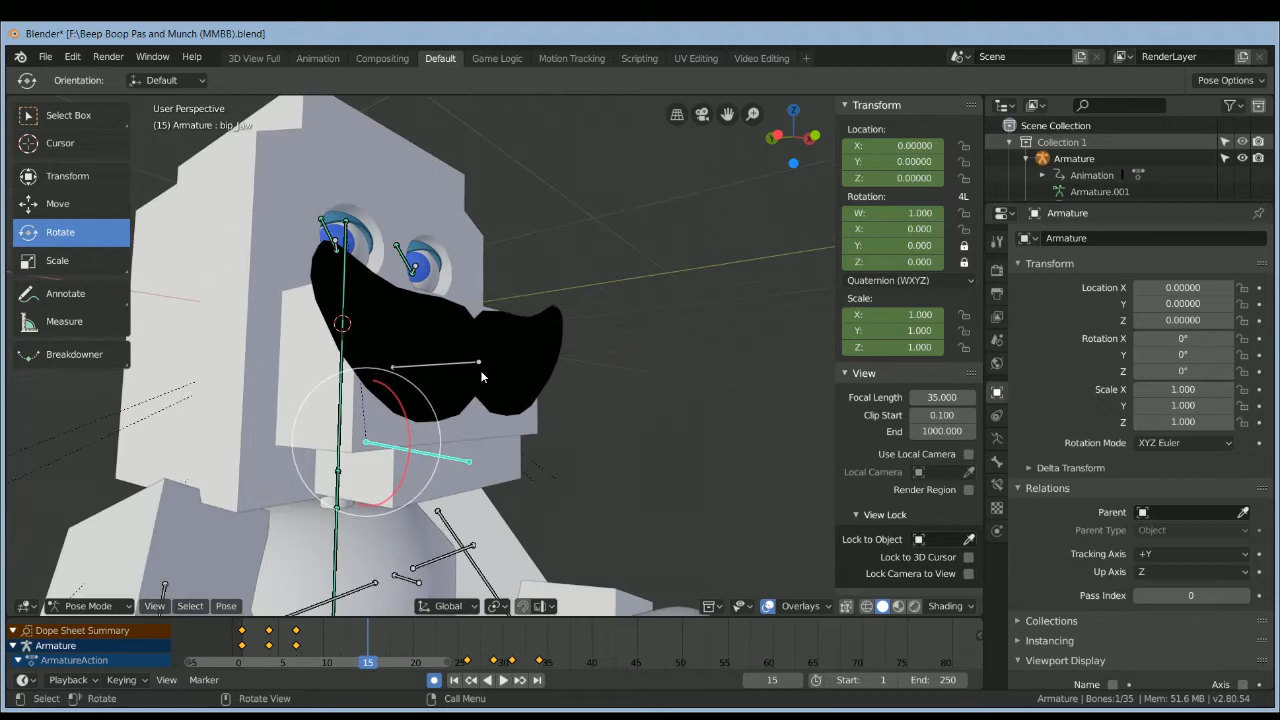 Blender* [F:\Beep Boop Pas and Munch (MMBB).blend]
File Edit Render Window Help 3D View Full Animation Compositing Default Game Logic Motion Tracking Scripting UV Editing Video Editing + Scene RenderLayer
Orientation: Default Pose Options
User Perspective
(15) Armature : bip_jaw
Select Box
Cursor
Transform
Move
Rotate
Scale
Annotate
Measure
Breakdowner
Z
Y
Transform
Location:
X: 0.00000
Y: 0.00000
Z: 0.00000
Rotation: 4L
W: 1.000
X: 0.000
Y: 0.000
Z: 0.000
Quaternion (WXYZ)
Scale:
X: 1.000
Y: 1.000
Z: 1.000
View
Focal Length 35.000
Clip Start 0.100
End 1000.000
Use Local Camera
Local Camera
Render Region
View Lock
Lock to Object
Lock to 3D Cursor
Lock Camera to View
Scene Collection
Collection 1
Armature
Animation
Armature.001
Armature
Armature
Transform
Location X 0.00000
Y 0.00000
Z 0.00000
Rotation X 0°
Y 0°
Z 0°
Scale X 1.000
Y 1.000
Z 1.000
Rotation Mode XYZ Euler
Delta Transform
Relations
Parent
Parent Type Object
Tracking Axis +Y
Up Axis Z
Pass Index 0
Collections
Instancing
Viewport Display
Name Axis
Pose Mode View Select Pose Global Overlays Shading
Dope Sheet Summary
Armature
ArmatureAction
-5 0 5 10 15 20 25 30 35 40 45 50 55 60 65 70 75 80
Playback Keying View Marker 15 Start: 1 End: 250
Select Rotate Rotate View Call Menu Armature | Bones:1/35 | Mem: 51.6 MB | v2.80.54